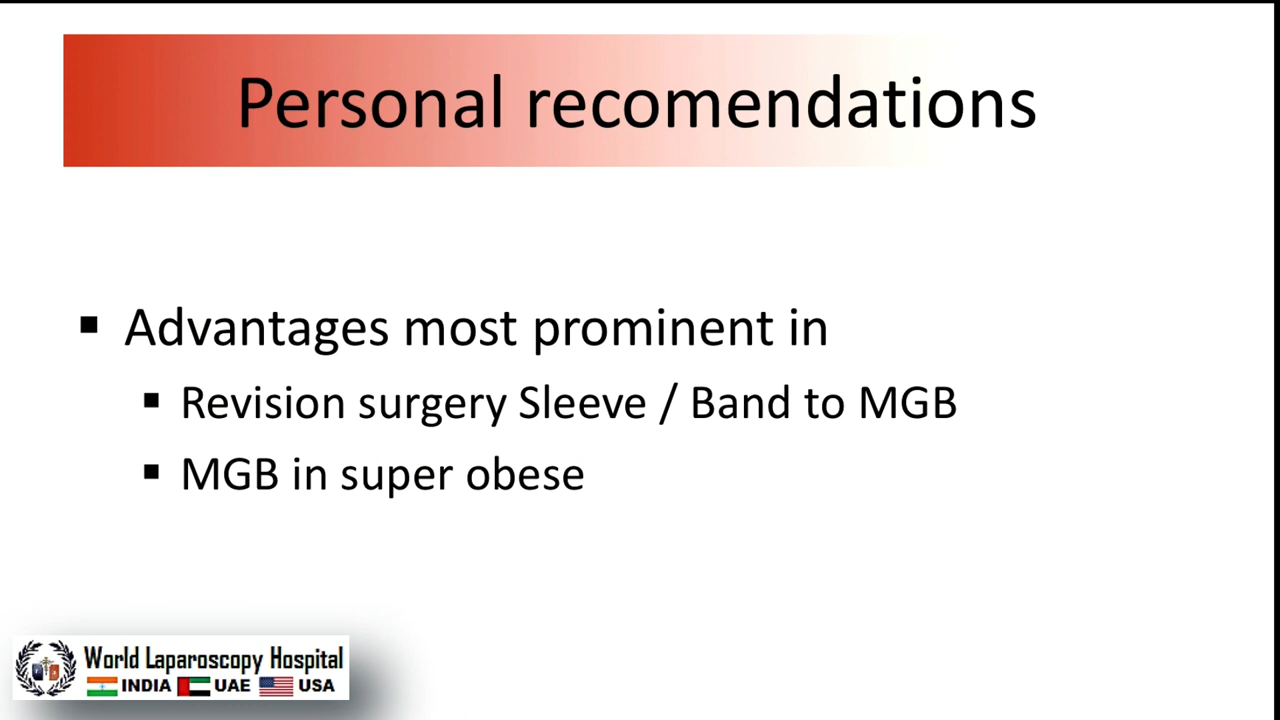 Personal recomendations
▪ Advantages most prominent in
▪ Revision surgery Sleeve / Band to MGB
▪ MGB in super obese
World Laparoscopy Hospital
INDIA UAE USA